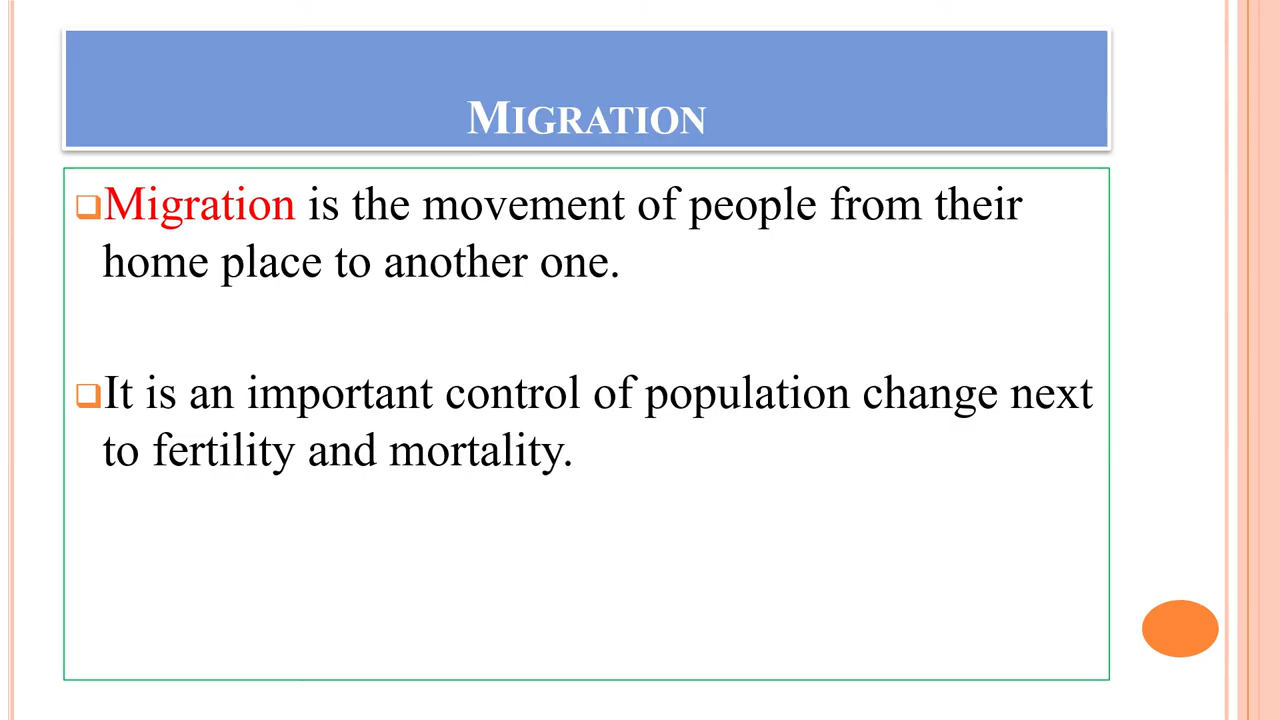 MIGRATION
Migration is the movement of people from their
home place to another one.
It is an important control of population change next
to fertility and mortality.